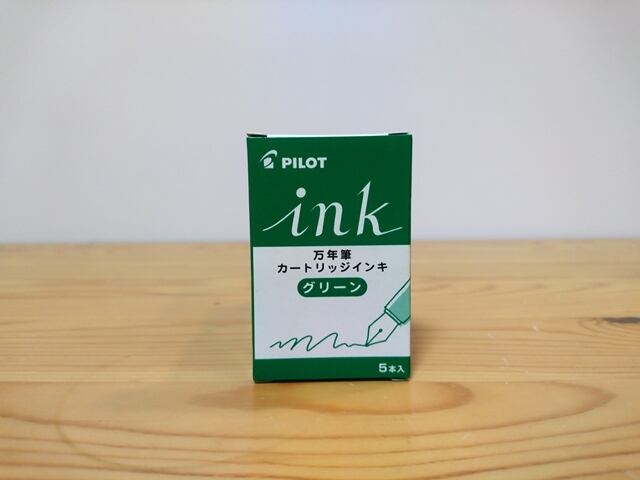 PILOT
ink
万年筆
カートリッジインキ
グリーン
5本入